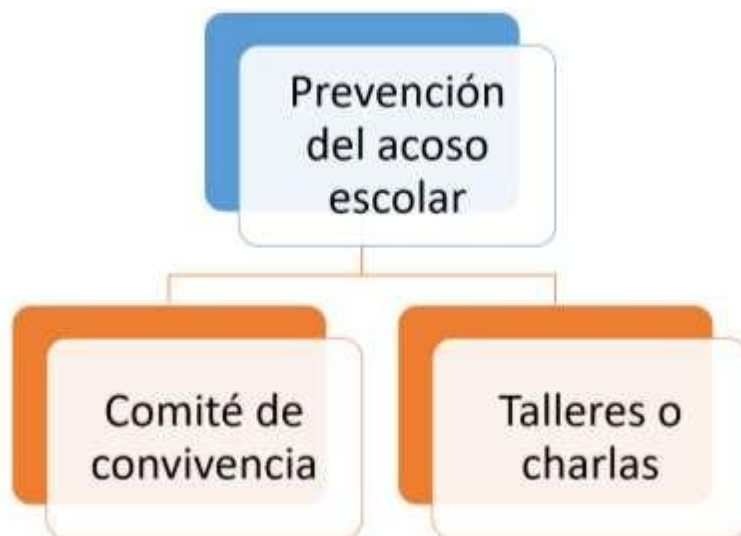 Prevención
del acoso
escolar
Comité de
convivencia
Talleres o
charlas